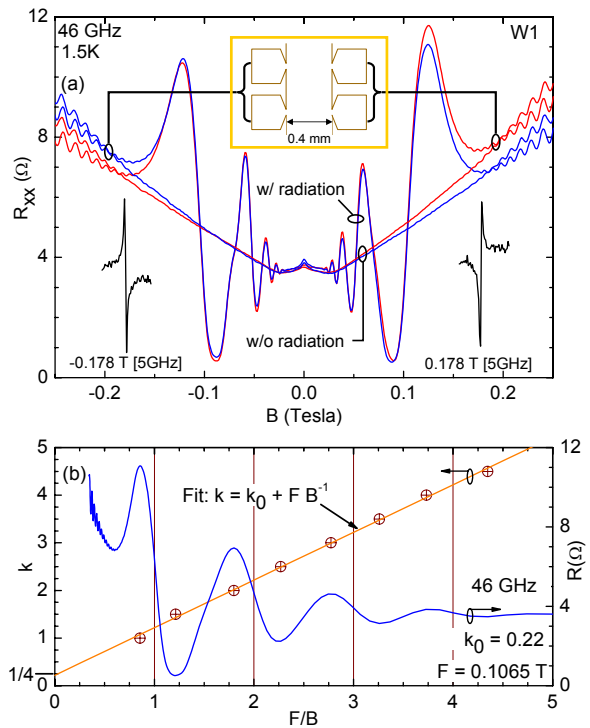 46 GHz
1.5K
W1
(a)
0.4 mm
w/ radiation
w/o radiation
-0.178 T [5GHz]
0.178 T [5GHz]
R_xx (Ω)
12
8
4
0
-0.2 -0.1 0.0 0.1 0.2
B (Tesla)
(b)
Fit: k = k_0 + F B^-1
46 GHz
k_0 = 0.22
F = 0.1065 T
k
5
4
3
2
1
1/4
0
R(Ω)
12
10
8
6
4
2
0
0 1 2 3 4 5
F/B